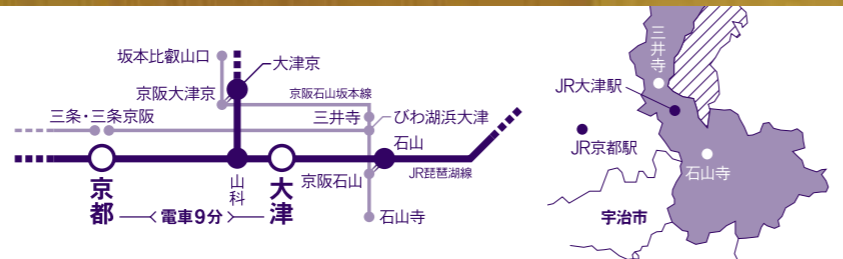 坂本比叡山口
大津京
京阪大津京
京阪石山坂本線
三条・三条京阪
三井寺
びわ湖浜大津
石山
京都
山科
大津
京阪石山
JR琵琶湖線
電車9分
石山寺
三井寺
JR大津駅
JR京都駅
石山寺
宇治市